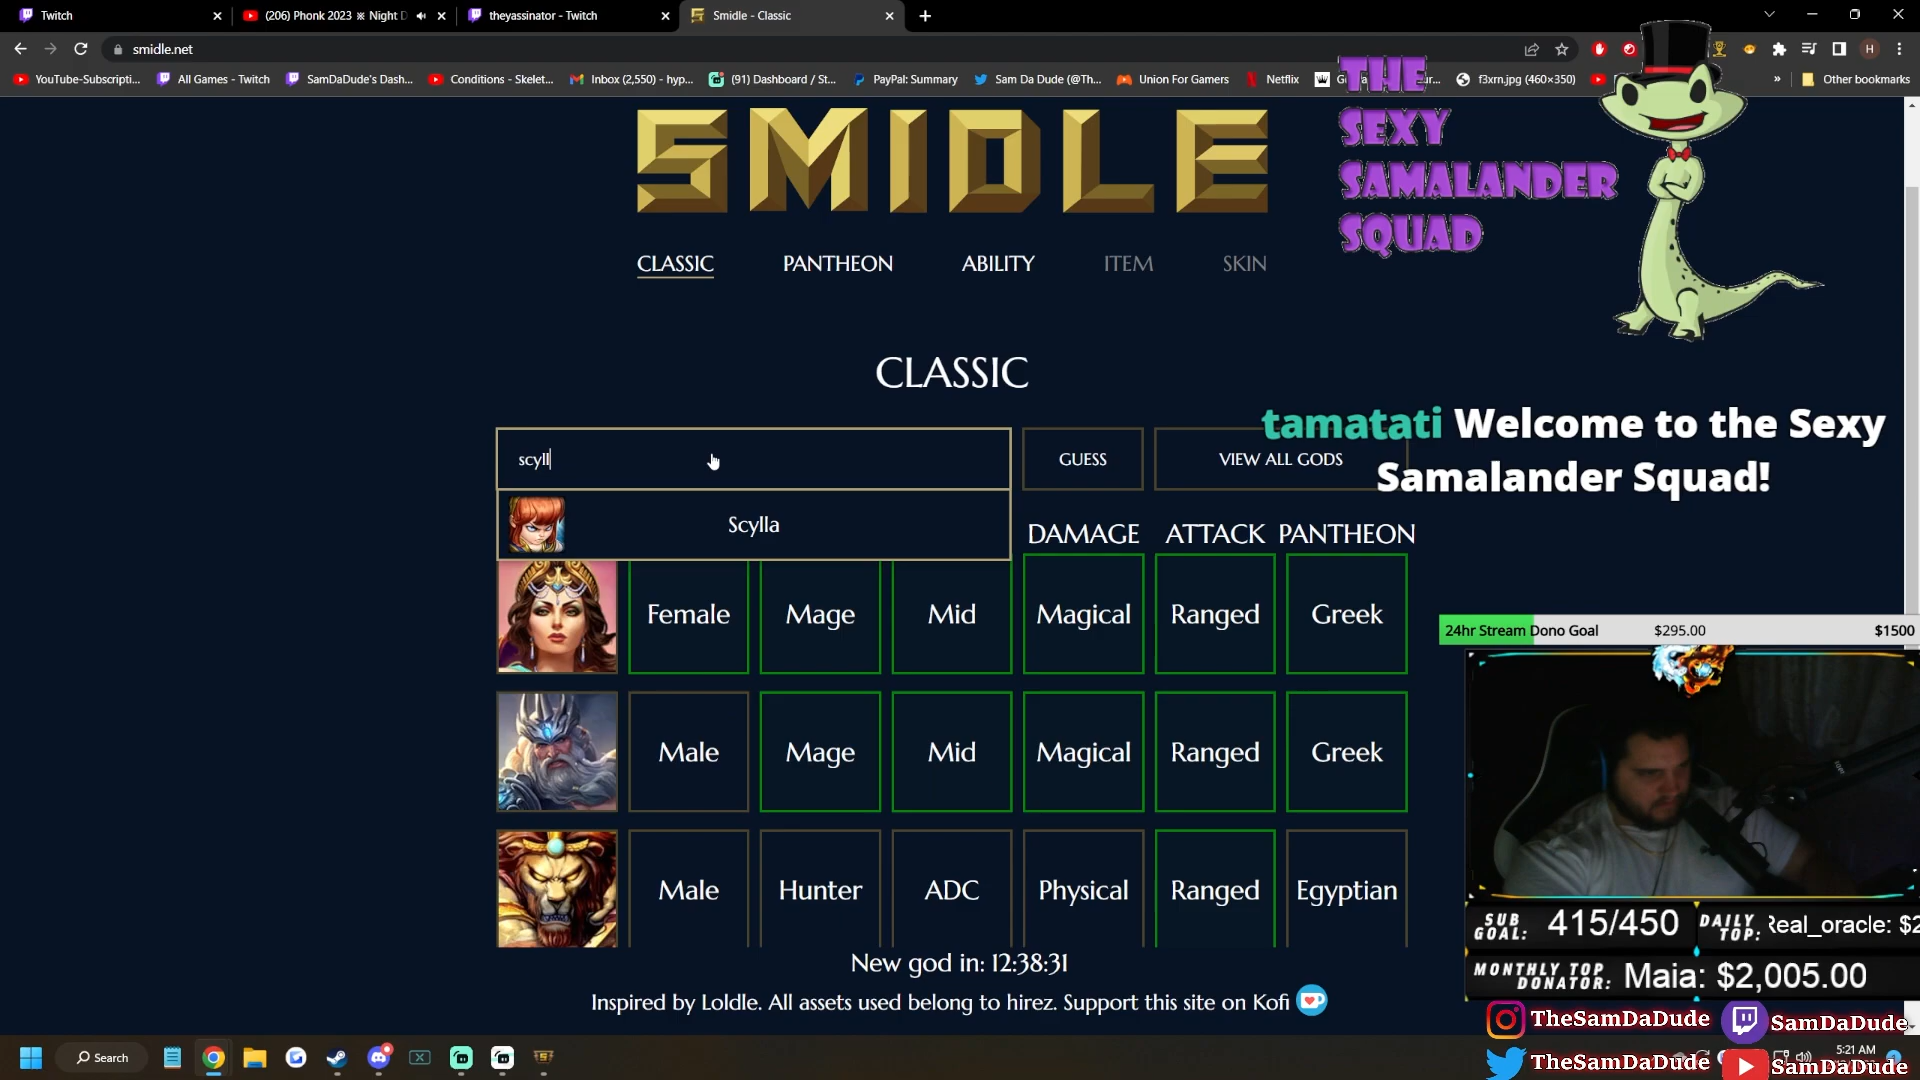 Twitch
(206) Phonk 2023 ※ Night D
theyassinator - Twitch
Smidle - Classic
smidle.net
H
YouTube-Subscripti...
All Games - Twitch
SamDaDude's Dash...
Conditions - Skelet...
Inbox (2,550) - hyp...
(91) Dashboard / St...
PayPal: Summary
Sam Da Dude (@Th...
Union For Gamers
Netflix
f3xrn.jpg (460×350)
Other bookmarks
THE
SEXY
SAMALANDER
SQUAD
SMIDLE
CLASSIC
PANTHEON
ABILITY
ITEM
SKIN
CLASSIC
scyll
GUESS
VIEW ALL GODS
tamatati Welcome to the Sexy
Samalander Squad!
Scylla
DAMAGE
ATTACK
PANTHEON
Female
Mage
Mid
Magical
Ranged
Greek
24hr Stream Dono Goal
$295.00
$1500
Male
Mage
Mid
Magical
Ranged
Greek
Male
Hunter
ADC
Physical
Ranged
Egyptian
SUB GOAL: 415/450
DAILY TOP: Real_oracle: $2
New god in: 12:38:31
MONTHLY TOP DONATOR: Maia: $2,005.00
Inspired by Loldle. All assets used belong to hirez. Support this site on Kofi
TheSamDaDude
SamDaDude
Search
TheSamDaDude
SamDaDude
5:21 AM